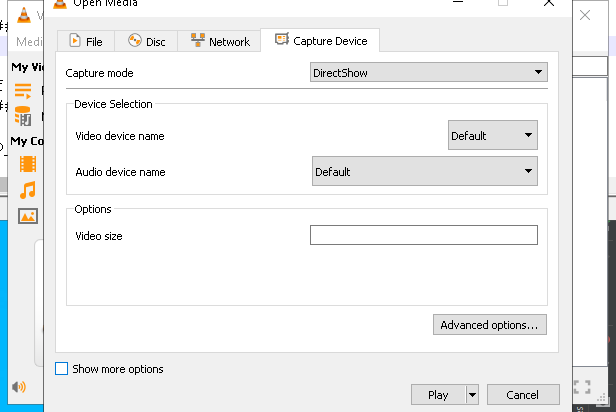 Open Media
Medi
File
Disc
Network
Capture Device
My Vi
Capture mode
DirectShow
Device Selection
Video device name
Default
My Co
Audio device name
Default
Options
Video size
Advanced options...
Show more options
Play
Cancel